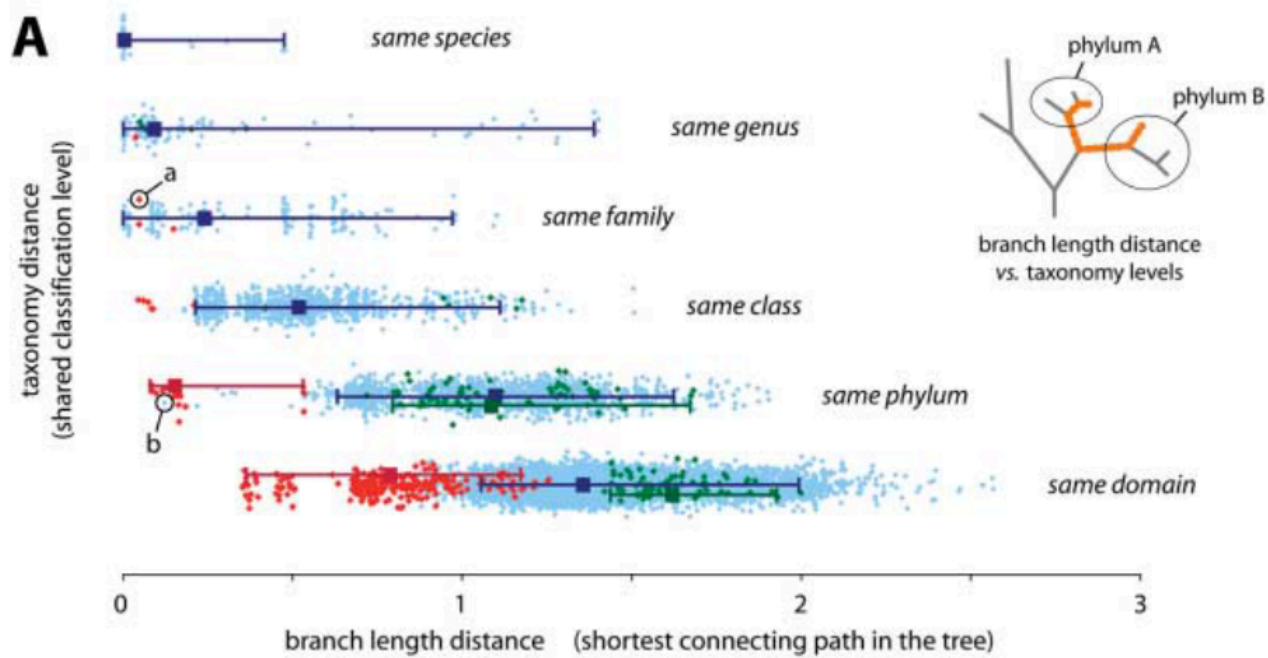 A
same species
phylum A
phylum B
same genus
a
same family
branch length distance
vs. taxonomy levels
same class
same phylum
b
same domain
taxonomy distance
(shared classification level)
0 1 2 3
branch length distance (shortest connecting path in the tree)